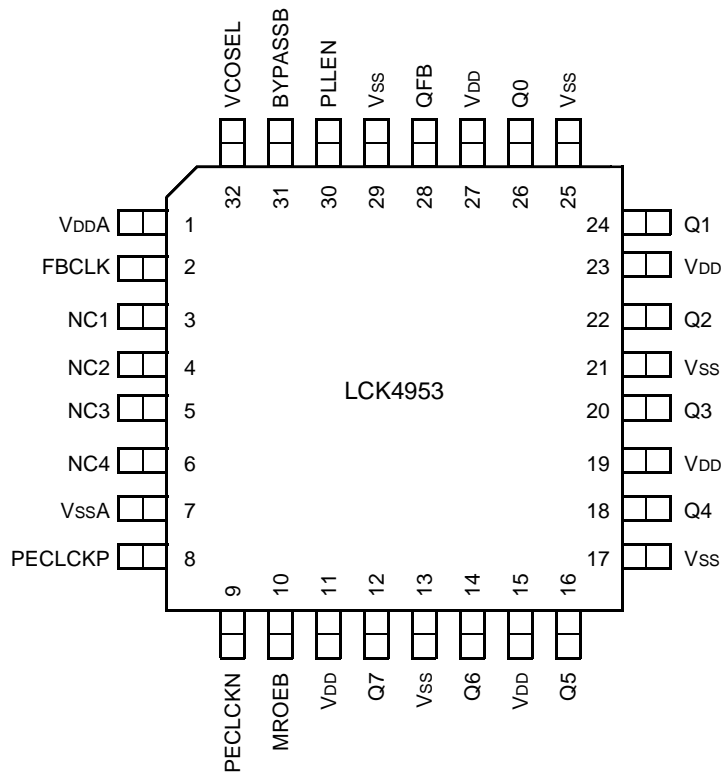 VCOSEL
BYPASSB
PLLEN
VSS
QFB
VDD
Q0
VSS
32
31
30
29
28
27
26
25
VDDA
1
24
Q1
FBCLK
2
23
VDD
NC1
3
22
Q2
NC2
4
21
VSS
LCK4953
NC3
5
20
Q3
NC4
6
19
VDD
VSSA
7
18
Q4
PECLCKP
8
17
VSS
9
10
11
12
13
14
15
16
PECLCKN
MROEB
VDD
Q7
VSS
Q6
VDD
Q5